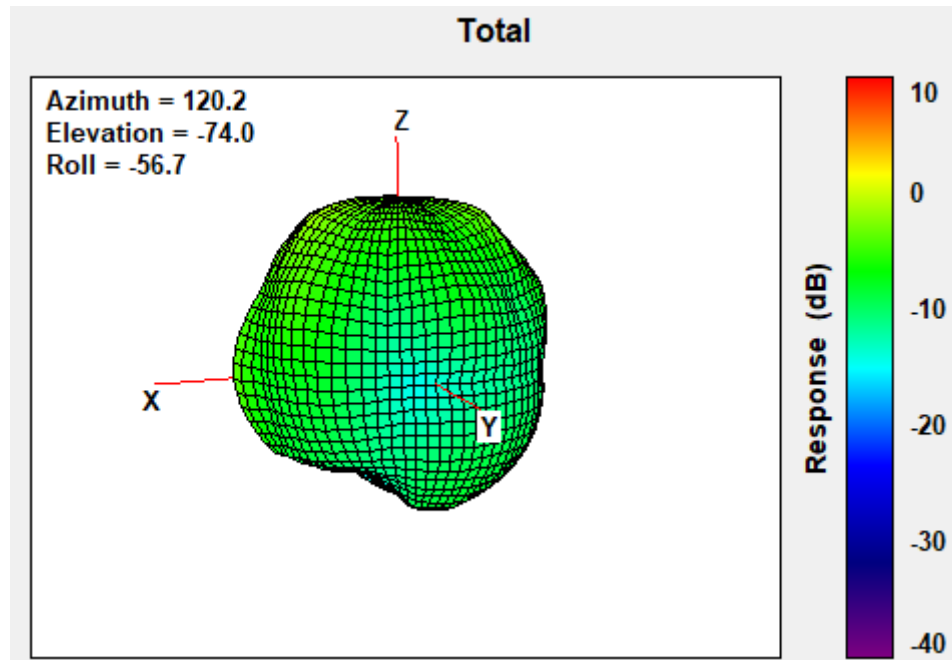 Total
Azimuth = 120.2
Elevation = -74.0
Roll = -56.7
Z
X
Y
10
0
-10
-20
-30
-40
Response (dB)